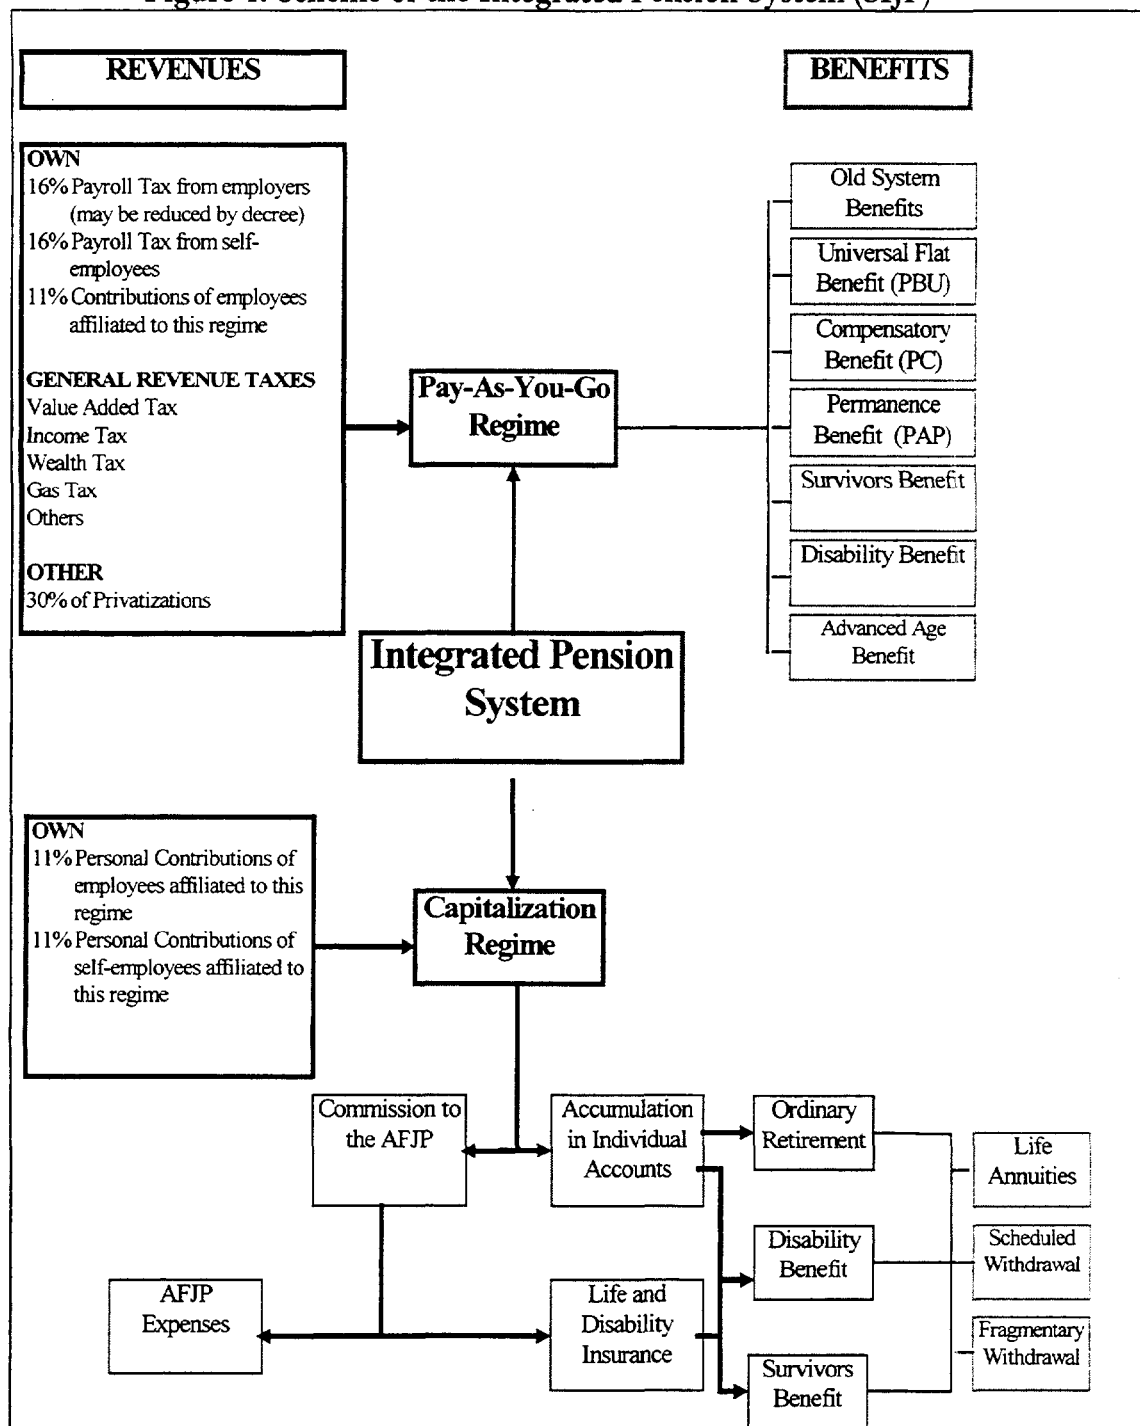 Figure 1: Scheme of the Integrated Pension System (SIJP)
REVENUES
BENEFITS
OWN
16% Payroll Tax from employers
(may be reduced by decree)
16% Payroll Tax from self-
employees
11% Contributions of employees
affiliated to this regime
GENERAL REVENUE TAXES
Value Added Tax
Income Tax
Wealth Tax
Gas Tax
Others
OTHER
30% of Privatizations
Pay-As-You-Go
Regime
Old System
Benefits
Universal Flat
Benefit (PBU)
Compensatory
Benefit (PC)
Permanence
Benefit (PAP)
Survivors Benefit
Disability Benefit
Advanced Age
Benefit
Integrated Pension
System
OWN
11% Personal Contributions of
employees affiliated to this
regime
11% Personal Contributions of
self-employees affiliated to
this regime
Capitalization
Regime
Commission to
the AFJP
Accumulation
in Individual
Accounts
Ordinary
Retirement
Life
Annuities
Disability
Benefit
Scheduled
Withdrawal
AFJP
Expenses
Life and
Disability
Insurance
Fragmentary
Withdrawal
Survivors
Benefit